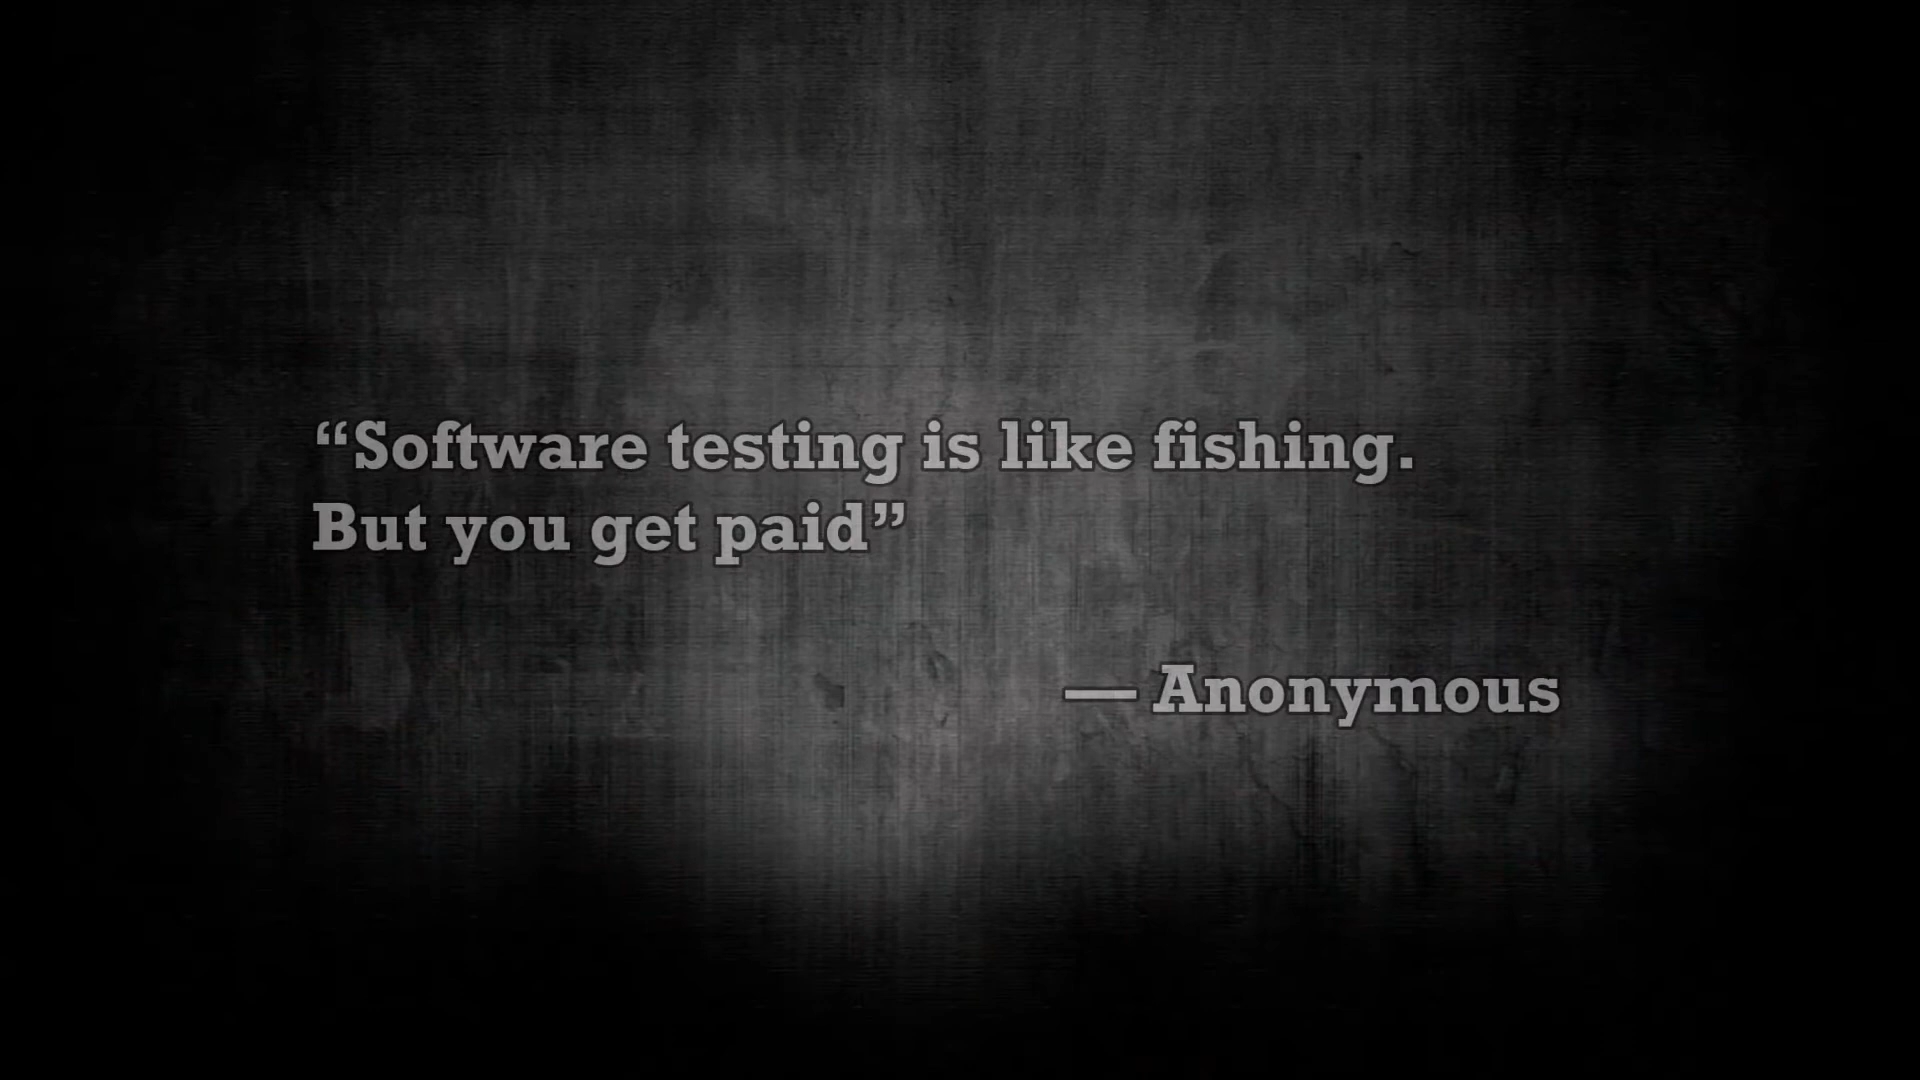 “Software testing is like fishing.
But you get paid”
— Anonymous